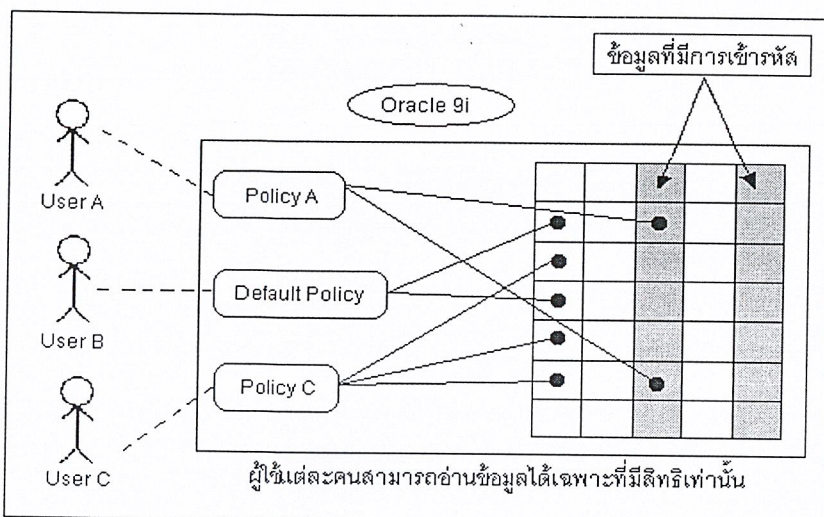 ข้อมูลที่มีการเข้ารหัส
Oracle 9i
User A
Policy A
User B
Default Policy
User C
Policy C
ผู้ใช้แต่ละคนสามารถอ่านข้อมูลได้เฉพาะที่มีสิทธิเท่านั้น